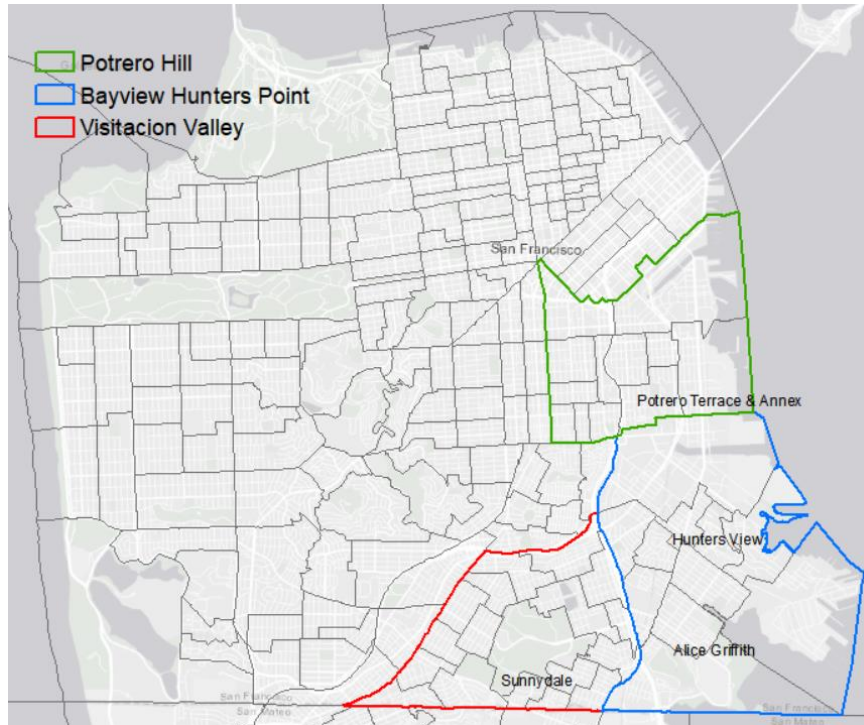 Potrero Hill
Bayview Hunters Point
Visitacion Valley
San Francisco
Potrero Terrace & Annex
Hunters View
Alice Griffith
Sunnydale
San Francisco
San Mateo
San Francisco
San Mateo